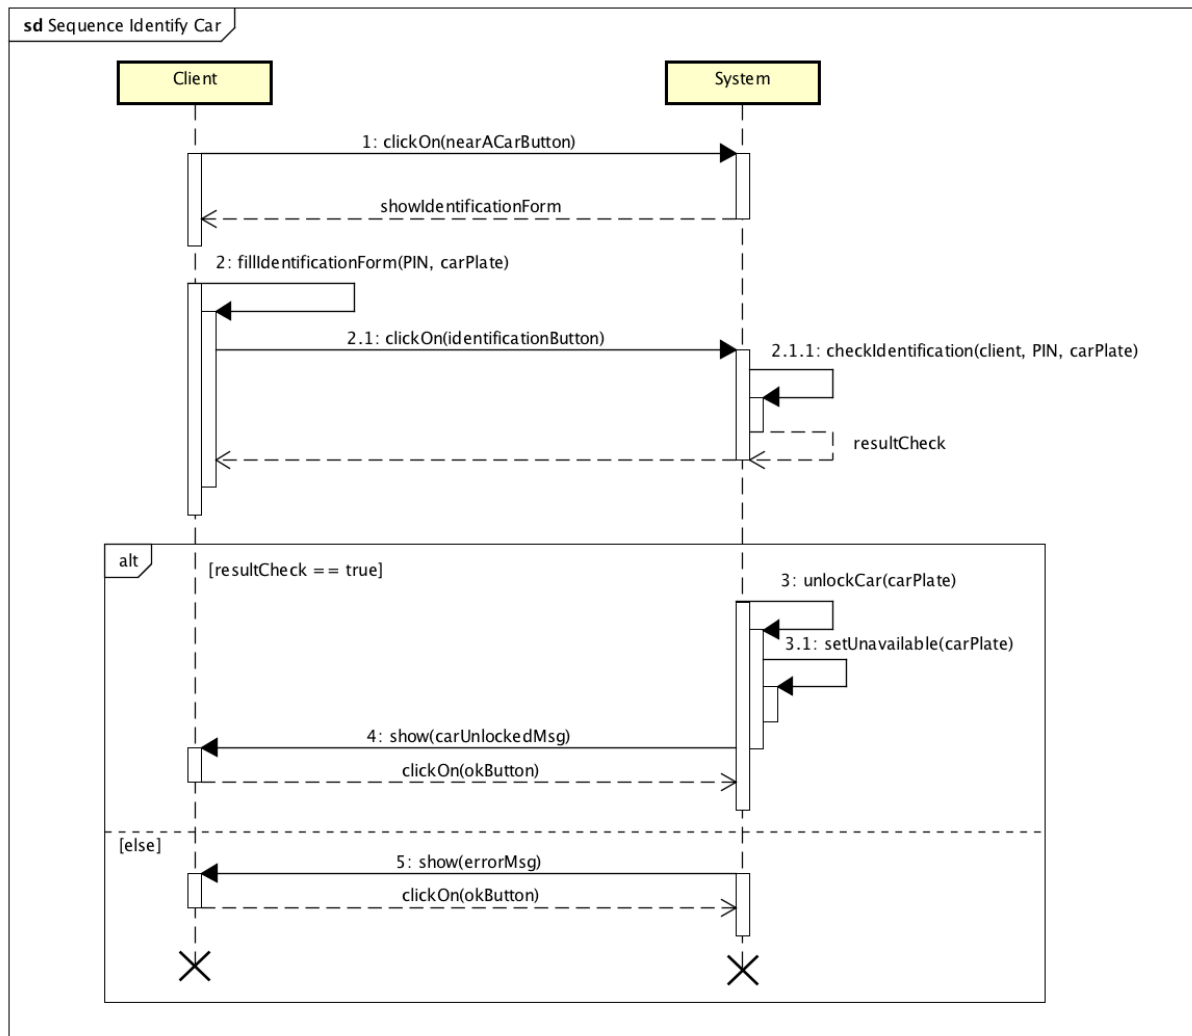 sd Sequence Identify Car
Client
System
1: clickOn(nearACarButton)
showIdentificationForm
2: fillIdentificationForm(PIN, carPlate)
2.1: clickOn(identificationButton)
2.1.1: checkIdentification(client, PIN, carPlate)
resultCheck
alt
[resultCheck == true]
3: unlockCar(carPlate)
3.1: setUnavailable(carPlate)
4: show(carUnlockedMsg)
clickOn(okButton)
[else]
5: show(errorMsg)
clickOn(okButton)